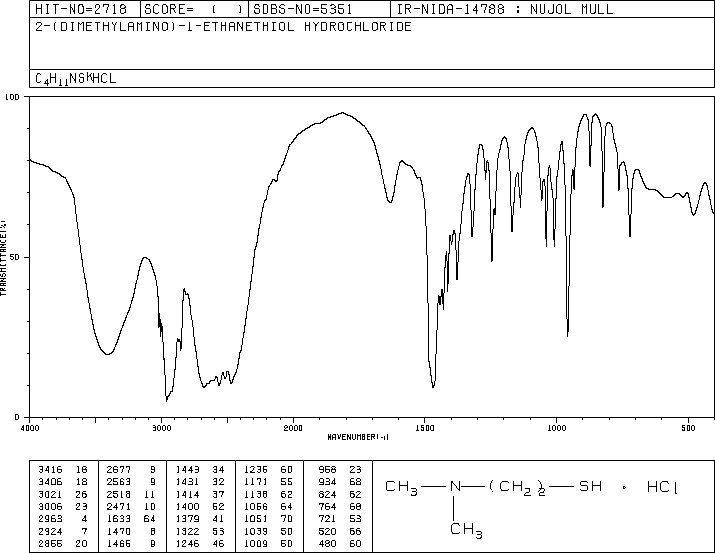 HIT-NO=2718 SCORE= ( ) SDBS-NO=5351 IR-NIDA-14788 : NUJOL MULL
2-(DIMETHYLAMINO)-1-ETHANETHIOL HYDROCHLORIDE
C₄H₁₁NS*HCL
100
50
0
TRANSMITTANCE(%)
4000 3000 2000 1500 1000 500
WAVENUMBER(-1)
3416 18 2677 9 1443 34 1236 60 958 23
3406 18 2563 9 1431 32 1171 55 934 68
3021 26 2518 11 1414 37 1138 62 824 62
3006 23 2471 10 1400 52 1056 64 764 68
2963 4 1633 64 1379 41 1051 70 721 53
2924 7 1470 8 1322 53 1039 50 520 66
2855 20 1466 9 1246 46 1009 50 480 60
CH₃ N (CH₂)₂ SH · HCl
CH₃